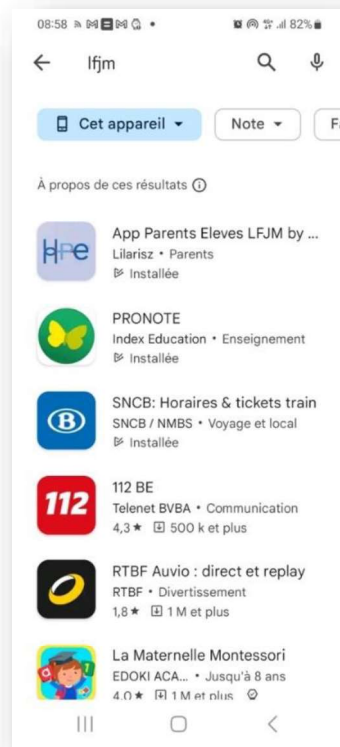 08:58
82%
lfjm
Cet appareil
Note
À propos de ces résultats
HPe
App Parents Eleves LFJM by ...
Lilarisz • Parents
Installée
PRONOTE
Index Education • Enseignement
Installée
B
SNCB: Horaires & tickets train
SNCB / NMBS • Voyage et local
Installée
112
112 BE
Telenet BVBA • Communication
4,3★ 500 k et plus
RTBF Auvio : direct et replay
RTBF • Divertissement
1,8★ 1 M et plus
La Maternelle Montessori
EDOKI ACA... • Jusqu'à 8 ans
4,0★ 1 M et plus